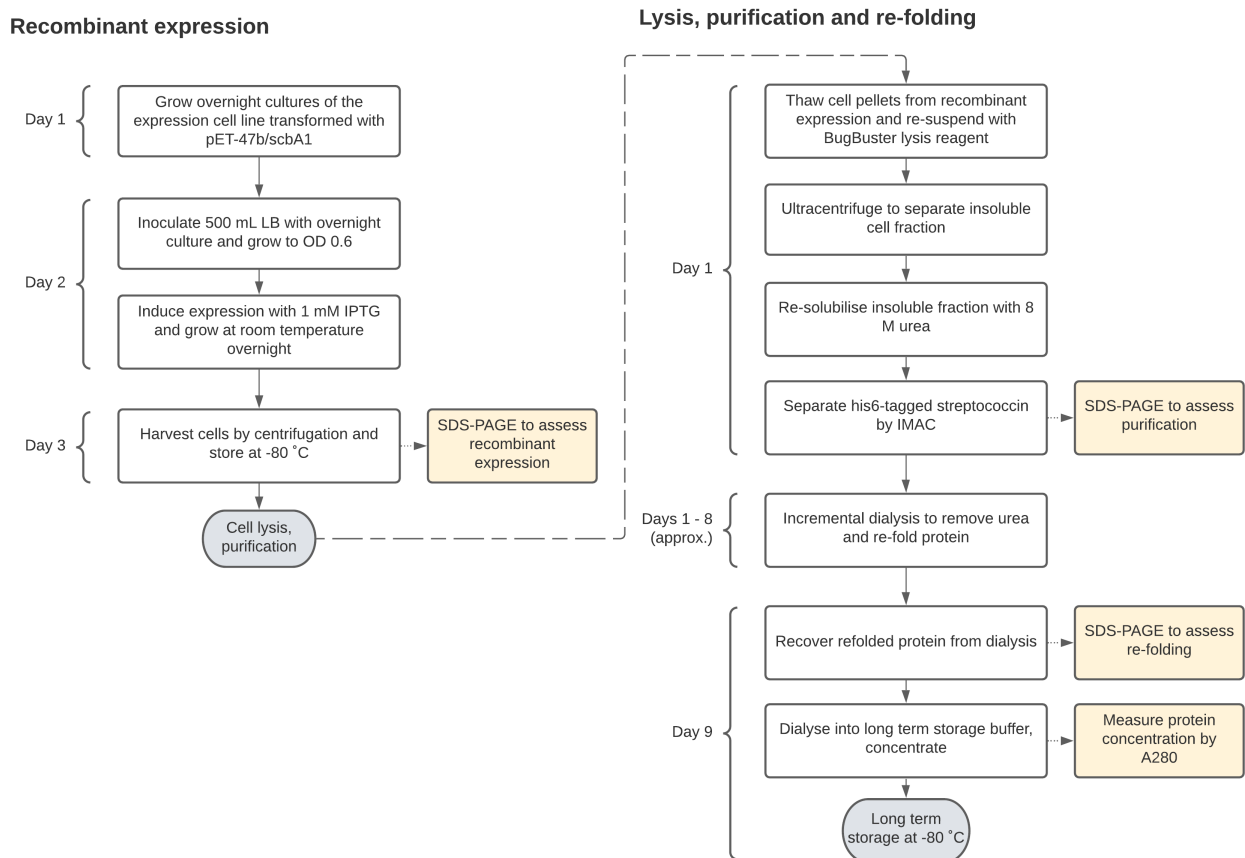 Recombinant expression
Day 1
Grow overnight cultures of the
expression cell line transformed with
pET-47b/scbA1
Day 2
Inoculate 500 mL LB with overnight
culture and grow to OD 0.6
Induce expression with 1 mM IPTG
and grow at room temperature
overnight
Day 3
Harvest cells by centrifugation and
store at -80 ˚C
SDS-PAGE to assess
recombinant
expression
Cell lysis,
purification
Lysis, purification and re-folding
Day 1
Thaw cell pellets from recombinant
expression and re-suspend with
BugBuster lysis reagent
Ultracentrifuge to separate insoluble
cell fraction
Re-solubilise insoluble fraction with 8
M urea
Separate his6-tagged streptococcin
by IMAC
SDS-PAGE to assess
purification
Days 1 - 8
(approx.)
Incremental dialysis to remove urea
and re-fold protein
Day 9
Recover refolded protein from dialysis
SDS-PAGE to assess
re-folding
Dialyse into long term storage buffer,
concentrate
Measure protein
concentration by
A280
Long term
storage at -80 ˚C